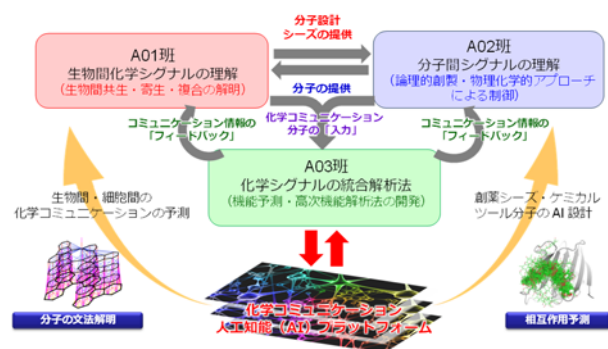 分子設計
シーズの提供
A01班
生物間化学シグナルの理解
(生物間共生・寄生・複合の解明)
A02班
分子間シグナルの理解
(論理的創製・物理化学的アプローチ
による制御)
分子の提供
化学コミュニケーション
分子の「入力」
コミュニケーション情報の
「フィードバック」
コミュニケーション情報の
「フィードバック」
A03班
化学シグナルの統合解析法
(機能予測・高次機能解析法の開発)
生物間・細胞間の
化学コミュニケーションの予測
創薬シーズ・ケミカル
ツール分子の AI 設計
化学コミュニケーション
人工知能(AI)プラットフォーム
分子の文法解明
相互作用予測